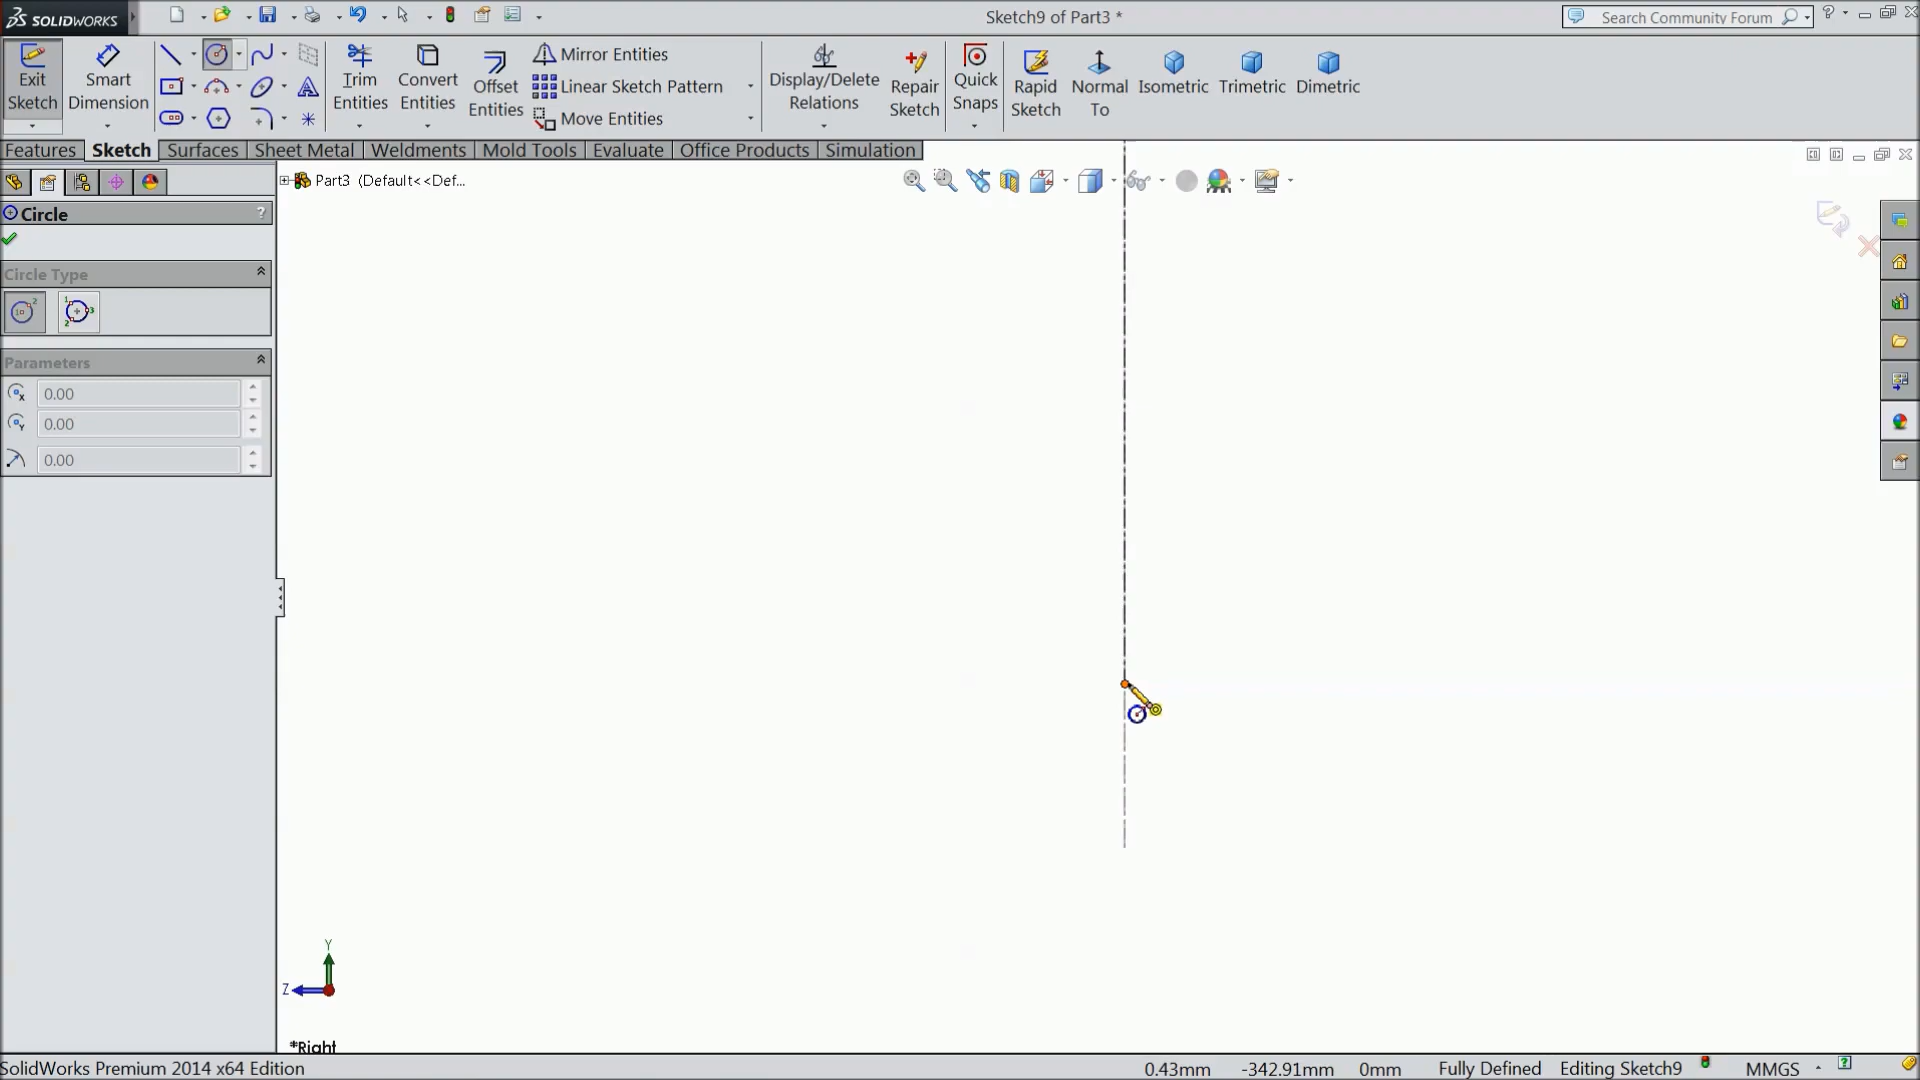 SOLIDWORKS
Sketch9 of Part3 *
Search Community Forum
?
Exit Sketch
Smart Dimension
Trim Entities
Convert Entities
Offset Entities
Mirror Entities
Linear Sketch Pattern
Move Entities
Display/Delete Relations
Repair Sketch
Quick Snaps
Rapid Sketch
Normal To
Isometric
Trimetric
Dimetric
Features
Sketch
Surfaces
Sheet Metal
Weldments
Mold Tools
Evaluate
Office Products
Simulation
Part3 (Default<<Def...
Circle
?
Circle Type
Parameters
0.00
0.00
0.00
Y
Z
*Right
SolidWorks Premium 2014 x64 Edition
0.43mm
-342.91mm
0mm
Fully Defined
Editing Sketch9
MMGS
?